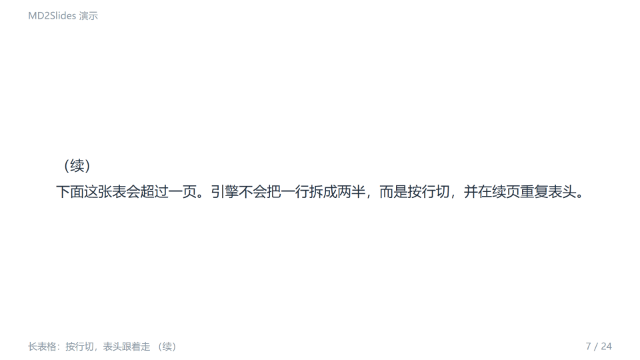 MD2Slides 演示
（续）
下面这张表会超过一页。引擎不会把一行拆成两半，而是按行切，并在续页重复表头。
长表格：按行切，表头跟着走 （续）
7 / 24